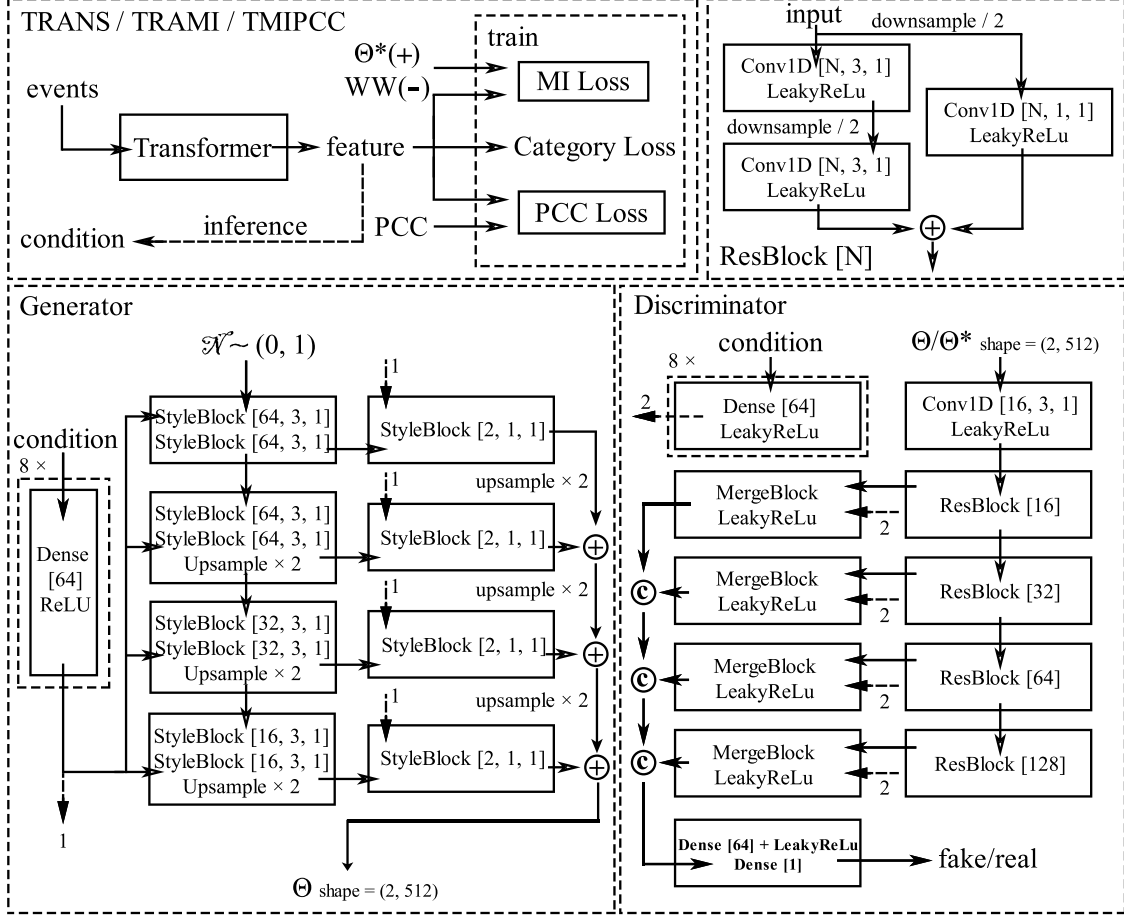 TRANS / TRAMI / TMIPCC
train
Θ*(+)
WW(-)
MI Loss
events
Transformer
feature
Category Loss
inference
condition
PCC
PCC Loss
input
downsample / 2
Conv1D [N, 3, 1]
LeakyReLu
Conv1D [N, 1, 1]
LeakyReLu
downsample / 2
Conv1D [N, 3, 1]
LeakyReLu
+
ResBlock [N]
Generator
𝒩 ~ (0, 1)
condition
8 ×
Dense
[64]
ReLU
1
StyleBlock [64, 3, 1]
StyleBlock [64, 3, 1]
1
StyleBlock [2, 1, 1]
upsample × 2
StyleBlock [64, 3, 1]
StyleBlock [64, 3, 1]
Upsample × 2
1
StyleBlock [2, 1, 1]
+
upsample × 2
StyleBlock [32, 3, 1]
StyleBlock [32, 3, 1]
Upsample × 2
1
StyleBlock [2, 1, 1]
+
upsample × 2
StyleBlock [16, 3, 1]
StyleBlock [16, 3, 1]
Upsample × 2
1
StyleBlock [2, 1, 1]
+
Θ shape = (2, 512)
Discriminator
condition
8 ×
2
Dense [64]
LeakyReLu
Θ/Θ* shape = (2, 512)
Conv1D [16, 3, 1]
LeakyReLu
MergeBlock
LeakyReLu
2
ResBlock [16]
c
MergeBlock
LeakyReLu
2
ResBlock [32]
c
MergeBlock
LeakyReLu
2
ResBlock [64]
c
MergeBlock
LeakyReLu
2
ResBlock [128]
Dense [64] + LeakyReLu
Dense [1]
fake/real